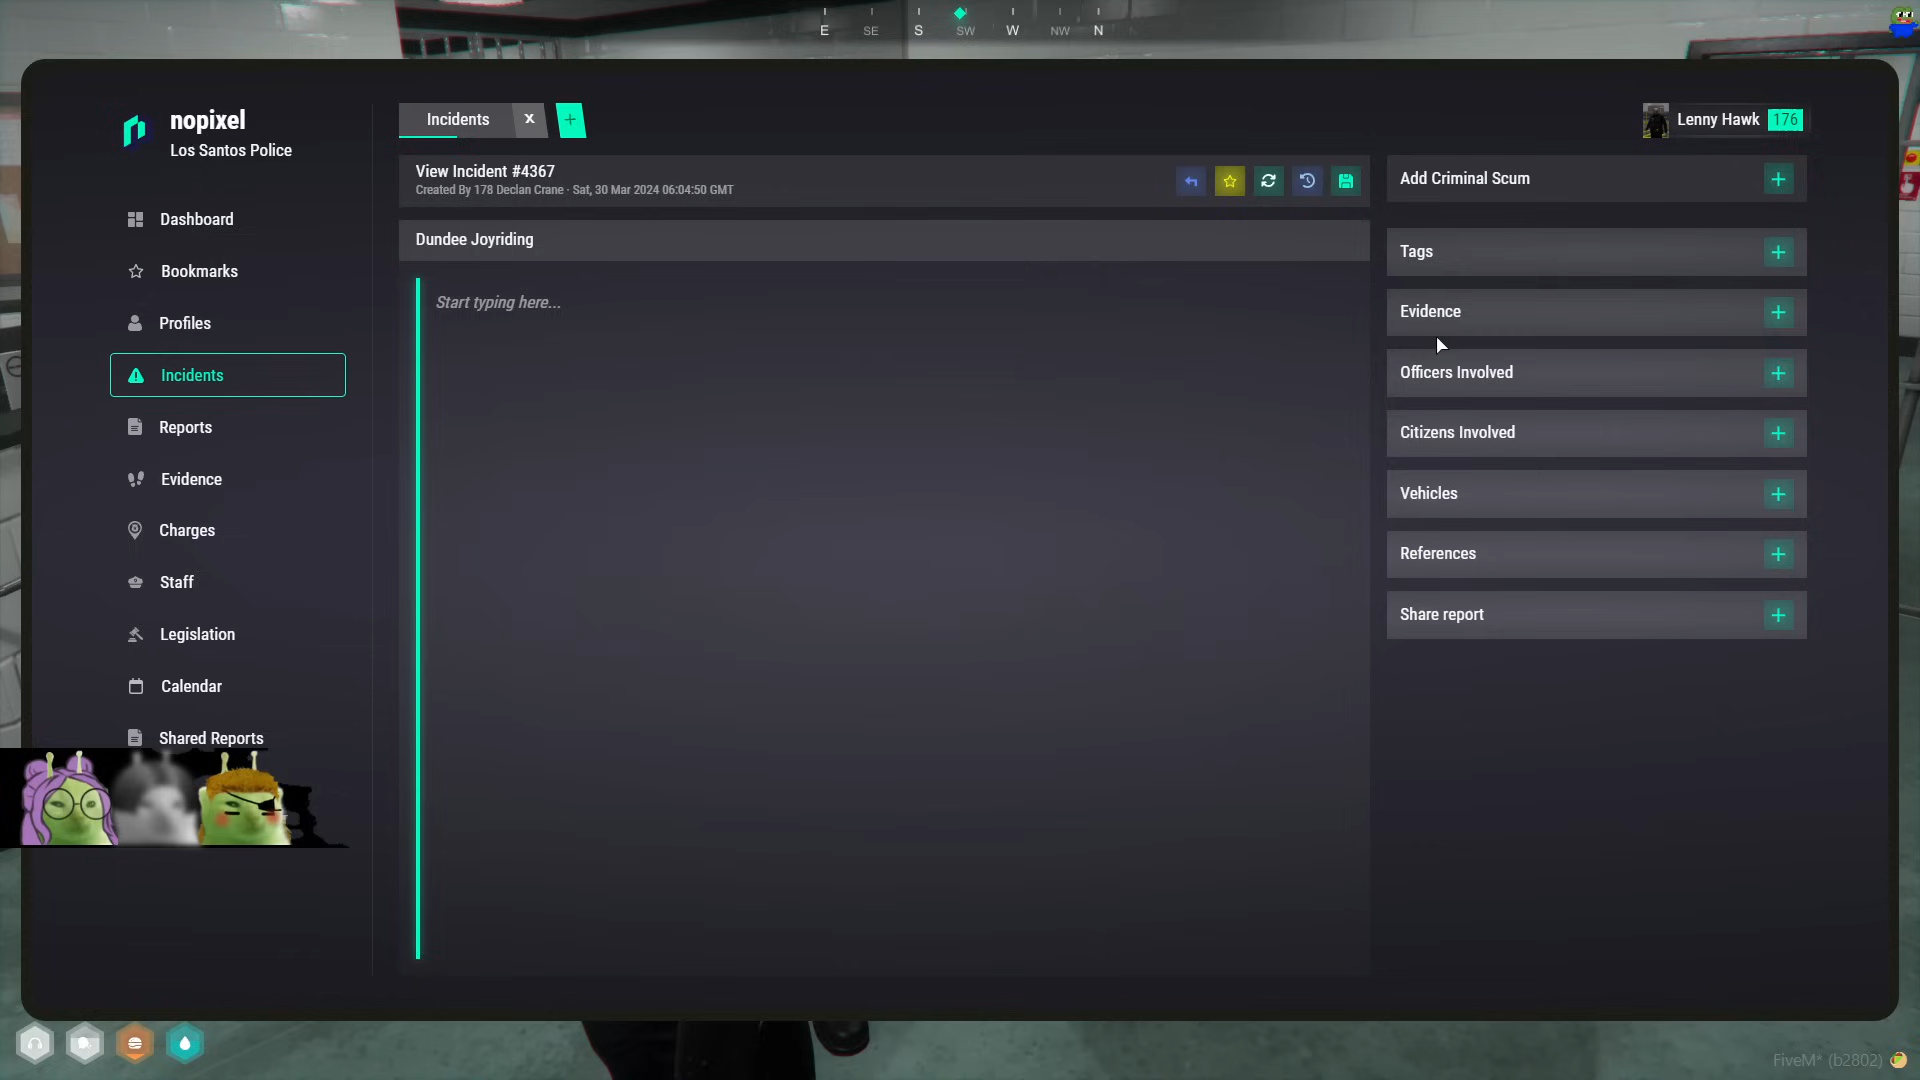 E SE S SW W NW N
nopixel
Los Santos Police
Dashboard
Bookmarks
Profiles
Incidents
Reports
Evidence
Charges
Staff
Legislation
Calendar
Shared Reports
Incidents x +
View Incident #4367
Created By 178 Declan Crane · Sat, 30 Mar 2024 06:04:50 GMT
Dundee Joyriding
Start typing here...
Lenny Hawk 176
Add Criminal Scum +
Tags +
Evidence +
Officers Involved +
Citizens Involved +
Vehicles +
References +
Share report +
FiveM* (b2802)